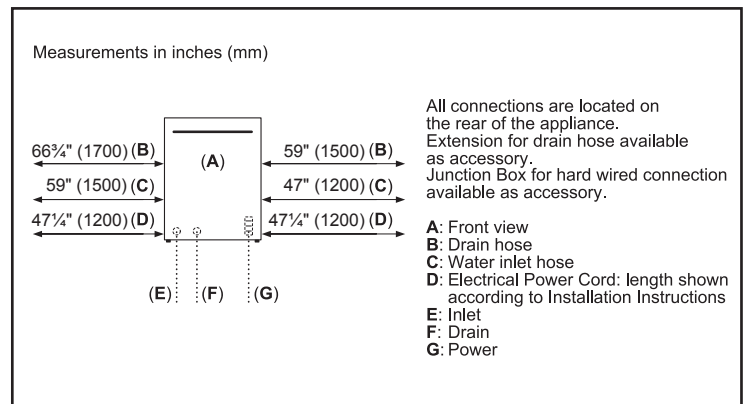 Measurements in inches (mm)
66¾" (1700) (B)
59" (1500) (C)
47¼" (1200) (D)
(A)
59" (1500) (B)
47" (1200) (C)
47¼" (1200) (D)
(E)
(F)
(G)
All connections are located on
the rear of the appliance.
Extension for drain hose available
as accessory.
Junction Box for hard wired connection
available as accessory.
A: Front view
B: Drain hose
C: Water inlet hose
D: Electrical Power Cord: length shown
according to Installation Instructions
E: Inlet
F: Drain
G: Power